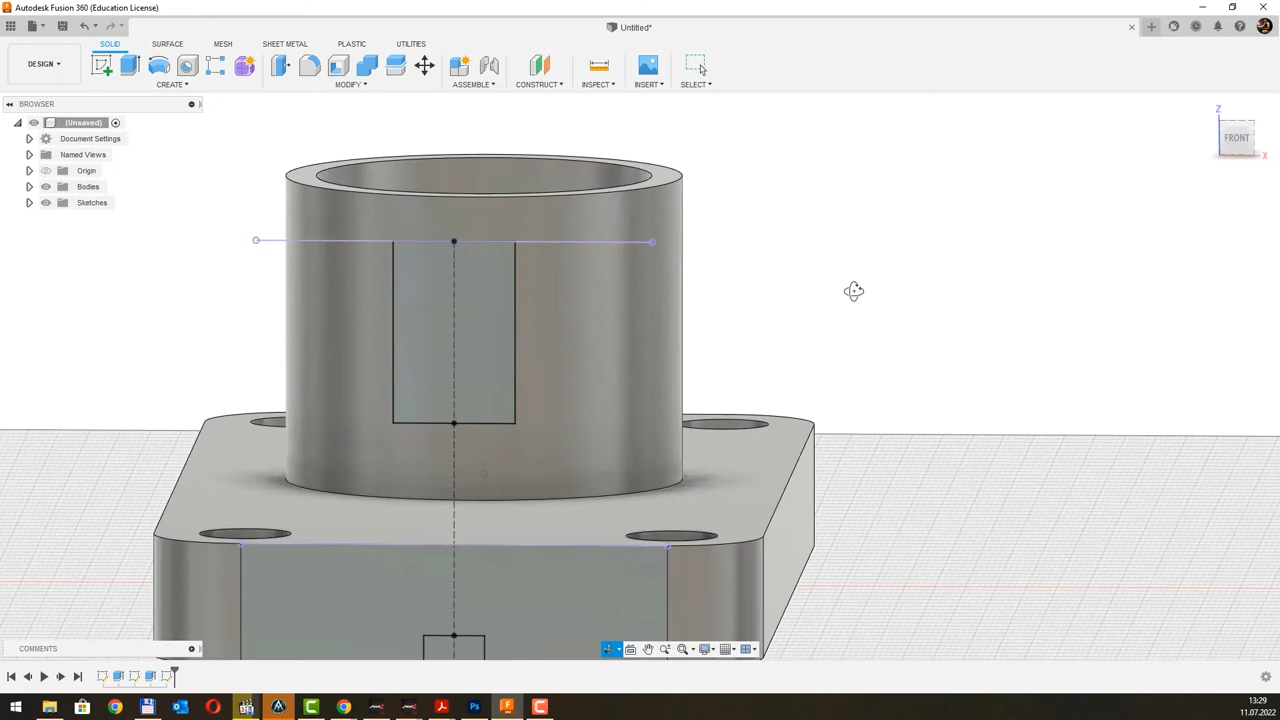 Autodesk Fusion 360 (Education License)
Untitled*
SOLID SURFACE MESH SHEET METAL PLASTIC UTILITIES
DESIGN
CREATE MODIFY ASSEMBLE CONSTRUCT INSPECT INSERT SELECT
BROWSER
(Unsaved)
Document Settings
Named Views
Origin
Bodies
Sketches
Z
FRONT
X
COMMENTS
13:29
11.07.2022